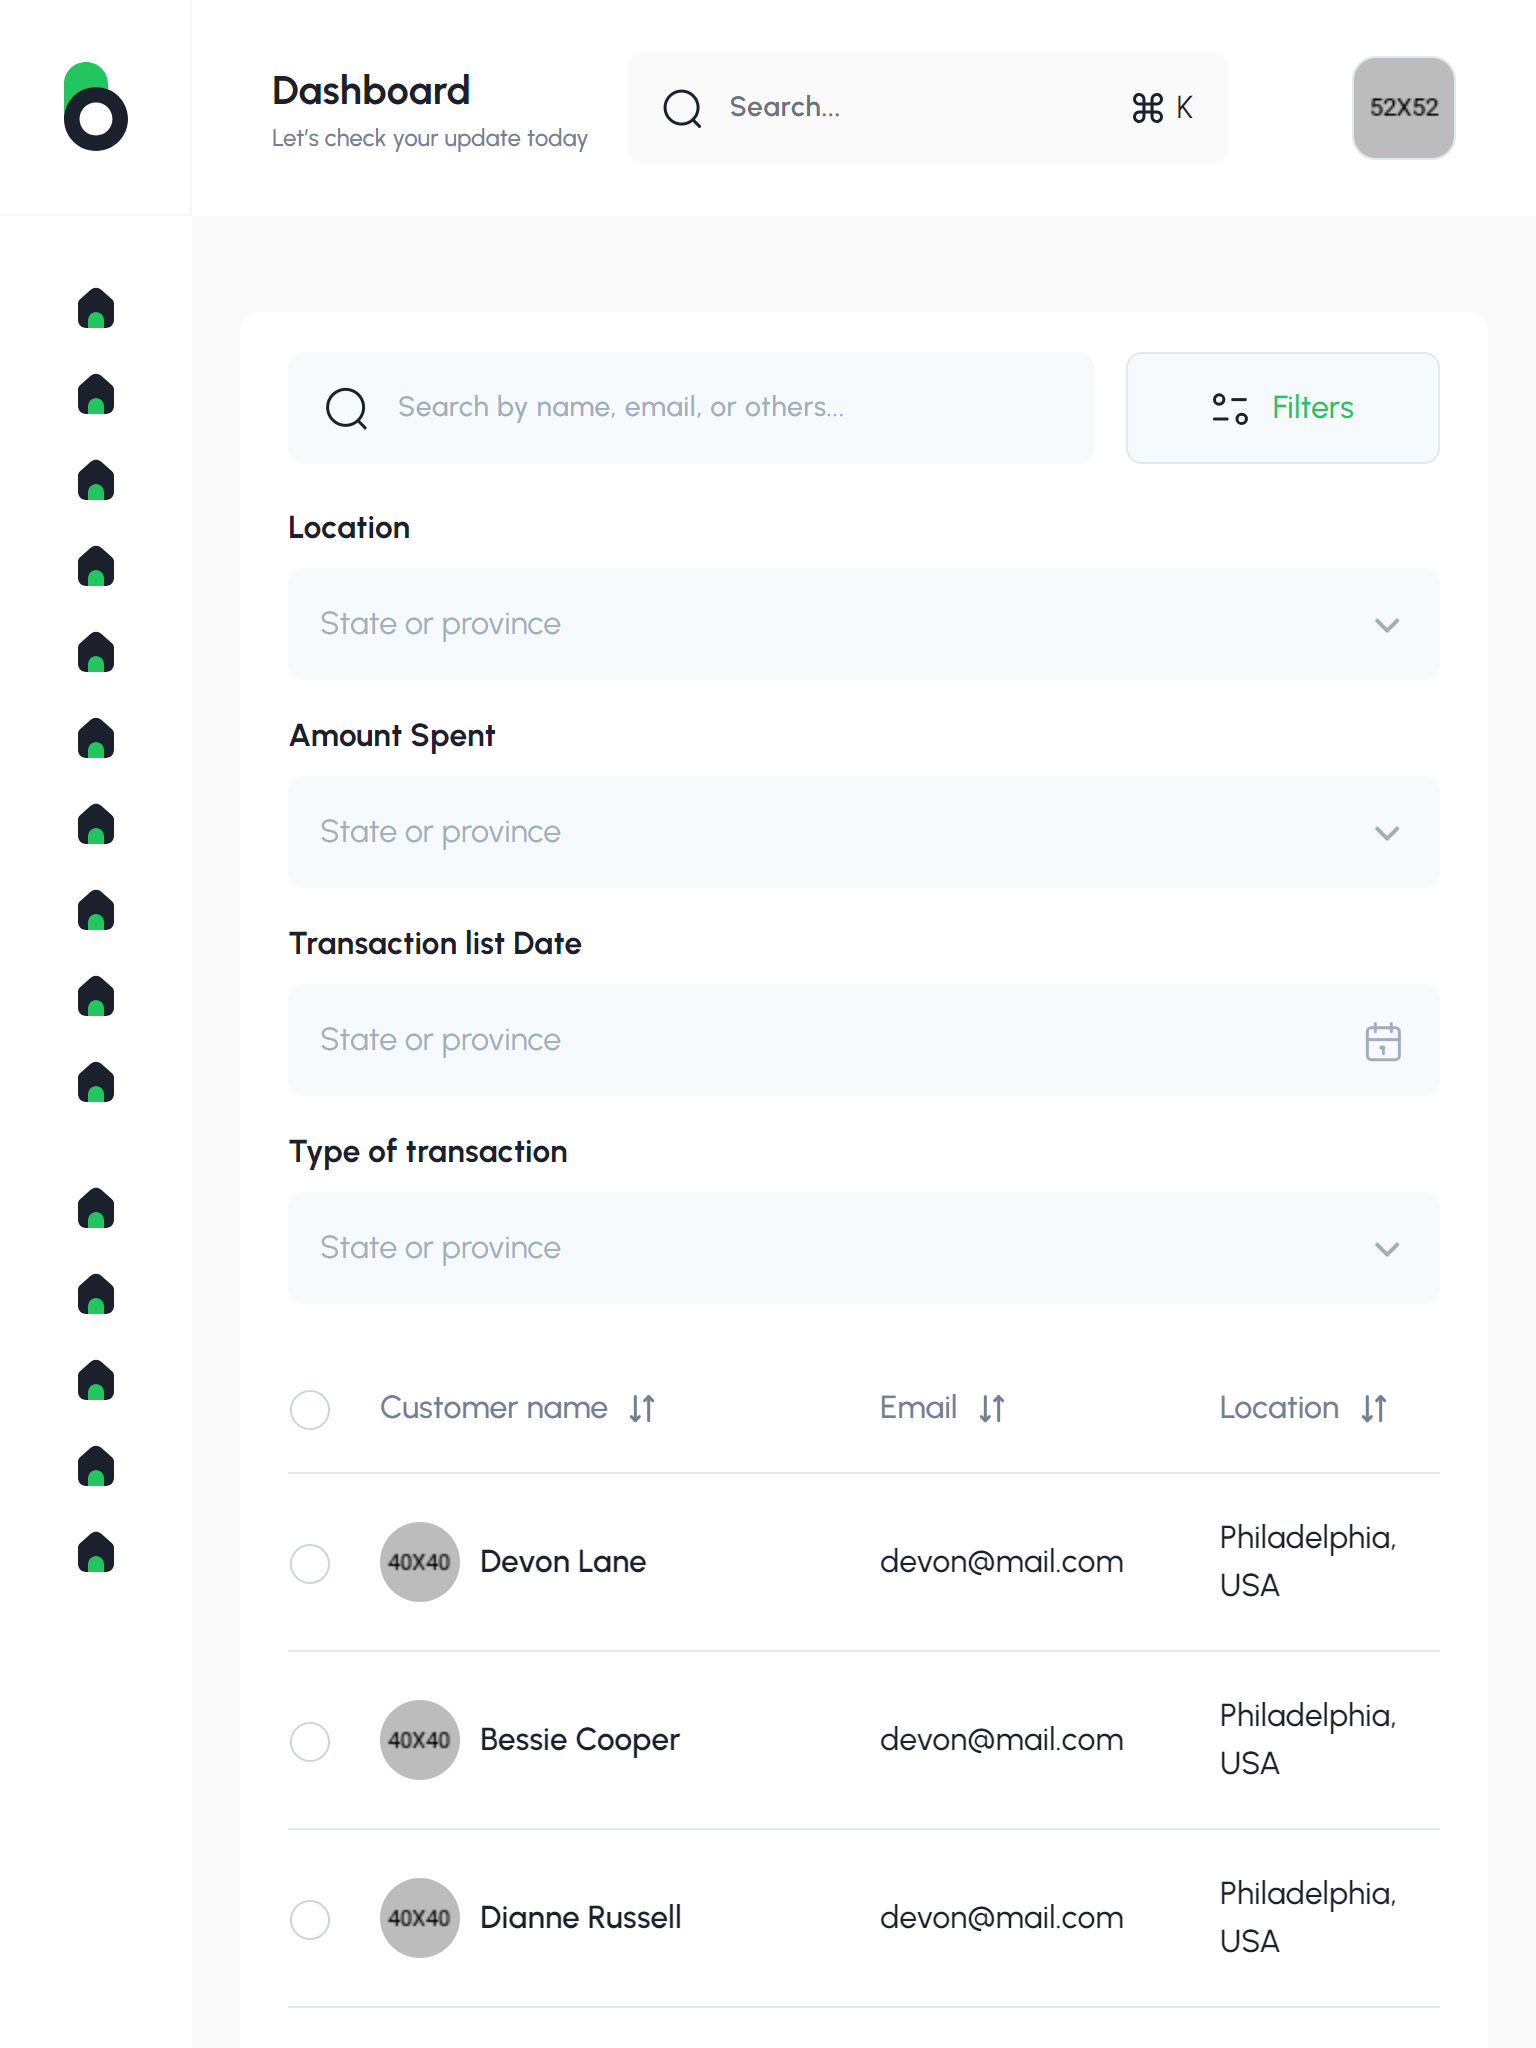 Dashboard
Let's check your update today
Search...
⌘ K
52X52
Search by name, email, or others...
Filters
Location
State or province
Amount Spent
State or province
Transaction list Date
State or province
Type of transaction
State or province
Customer name
Email
Location
40X40
Devon Lane
devon@mail.com
Philadelphia,
USA
40X40
Bessie Cooper
devon@mail.com
Philadelphia,
USA
40X40
Dianne Russell
devon@mail.com
Philadelphia,
USA